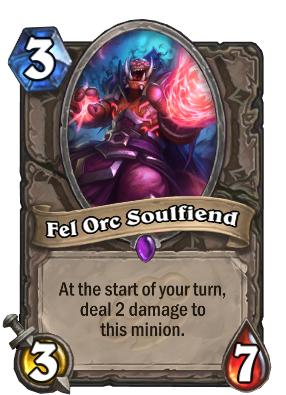 3
Fel Orc Soulfiend
At the start of your turn,
deal 2 damage to
this minion.
3
7